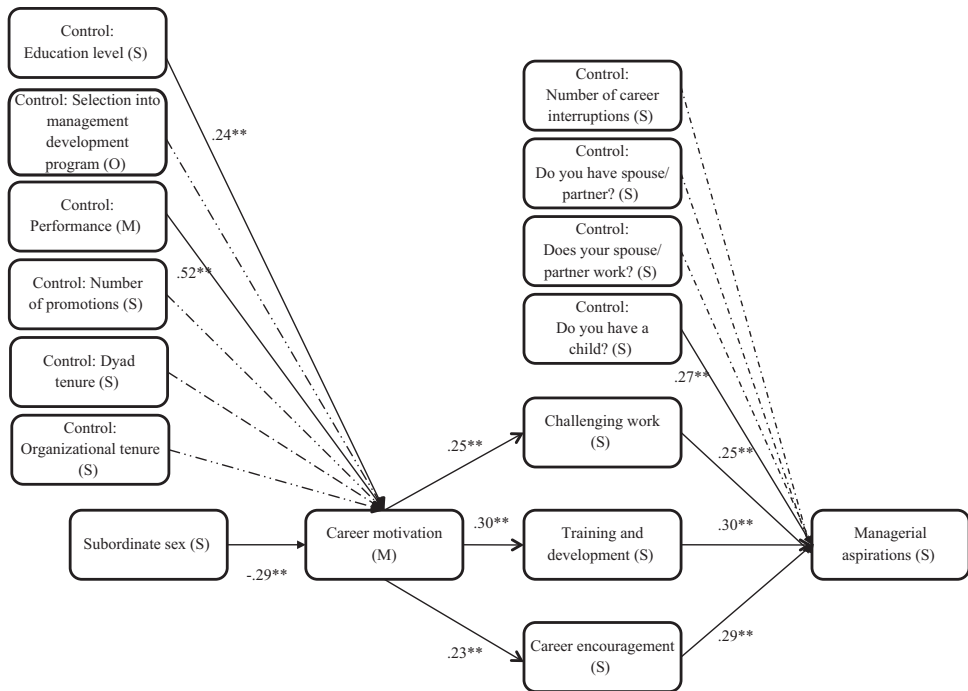 Control:
Education level (S)
Control: Selection into
management
development
program (O)
Control:
Performance (M)
Control: Number
of promotions (S)
Control: Dyad
tenure (S)
Control:
Organizational tenure
(S)
.24**
.52**
Subordinate sex (S)
-.29**
Career motivation
(M)
.25**
.30**
.23**
Control:
Number of career
interruptions (S)
Control:
Do you have spouse/
partner? (S)
Control:
Does your spouse/
partner work? (S)
Control:
Do you have a
child? (S)
.27**
Challenging work
(S)
.25**
Training and
development (S)
.30**
Career encouragement
(S)
.29**
Managerial
aspirations (S)